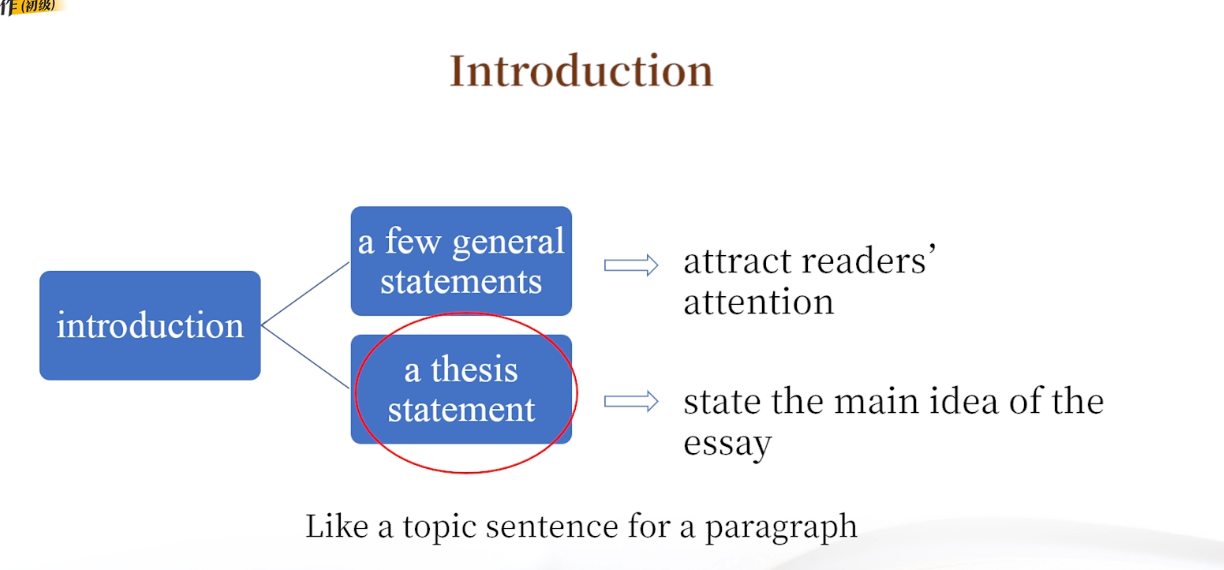 作(初级)
Introduction
a few general
statements
attract readers’
attention
introduction
a thesis
statement
state the main idea of the
essay
Like a topic sentence for a paragraph